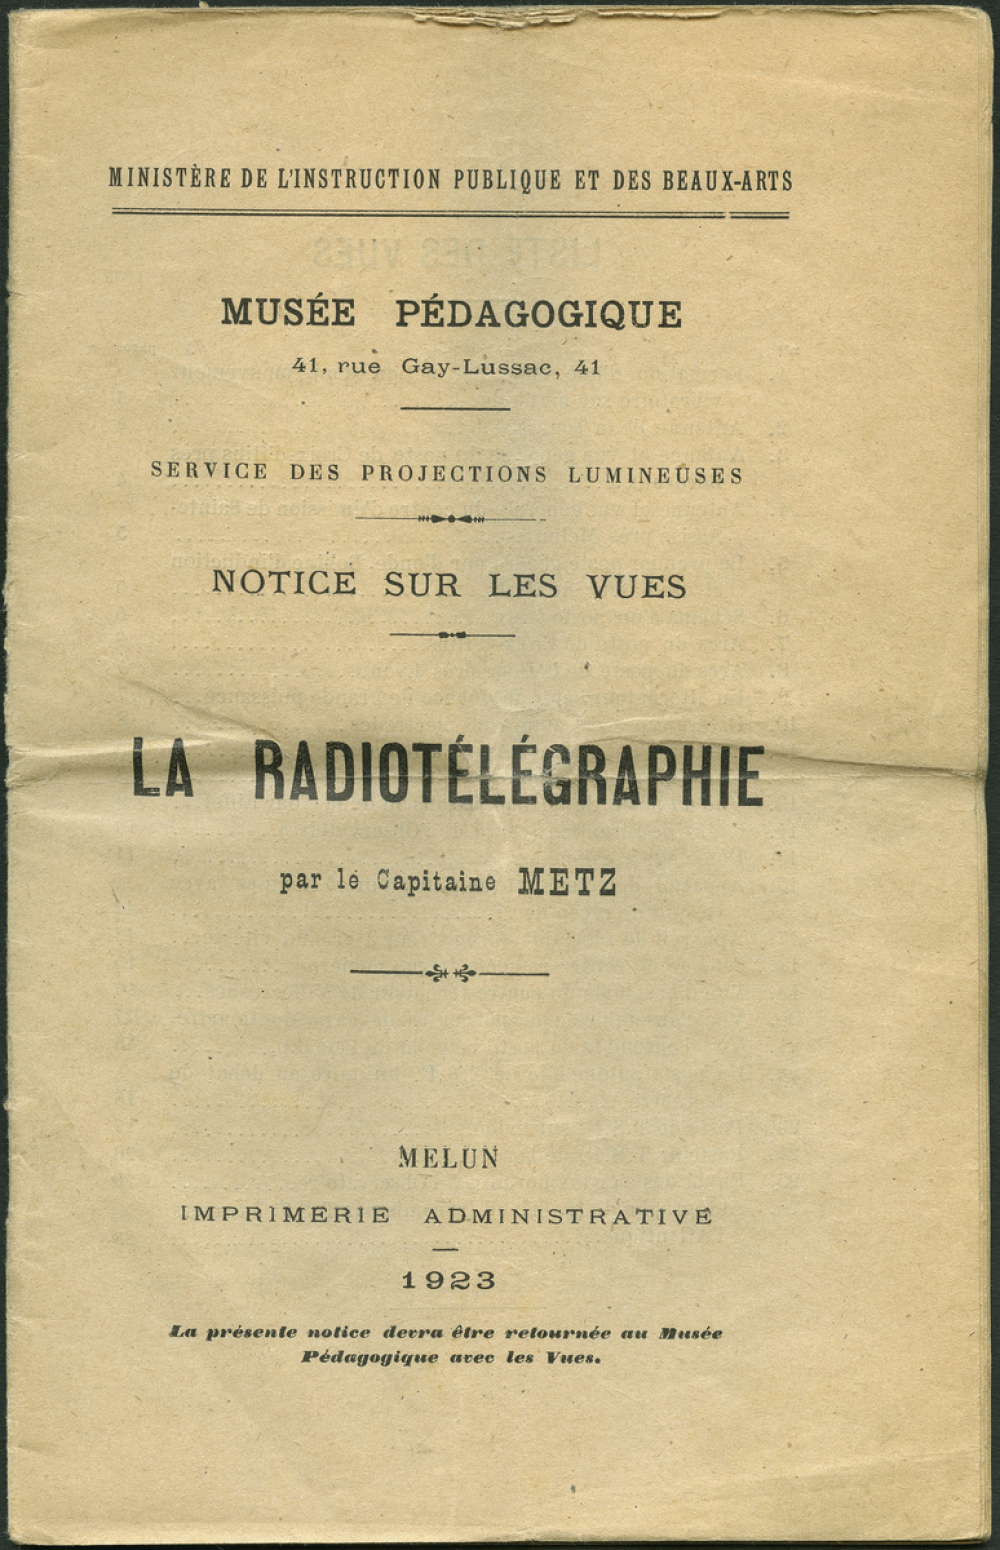 MINISTÈRE DE L'INSTRUCTION PUBLIQUE ET DES BEAUX-ARTS
MUSÉE PÉDAGOGIQUE
41, rue Gay-Lussac, 41
SERVICE DES PROJECTIONS LUMINEUSES
NOTICE SUR LES VUES
LA RADIOTÉLÉGRAPHIE
par le Capitaine METZ
MELUN
IMPRIMERIE ADMINISTRATIVE
1923
La présente notice devra être retournée au Musée
Pédagogique avec les Vues.